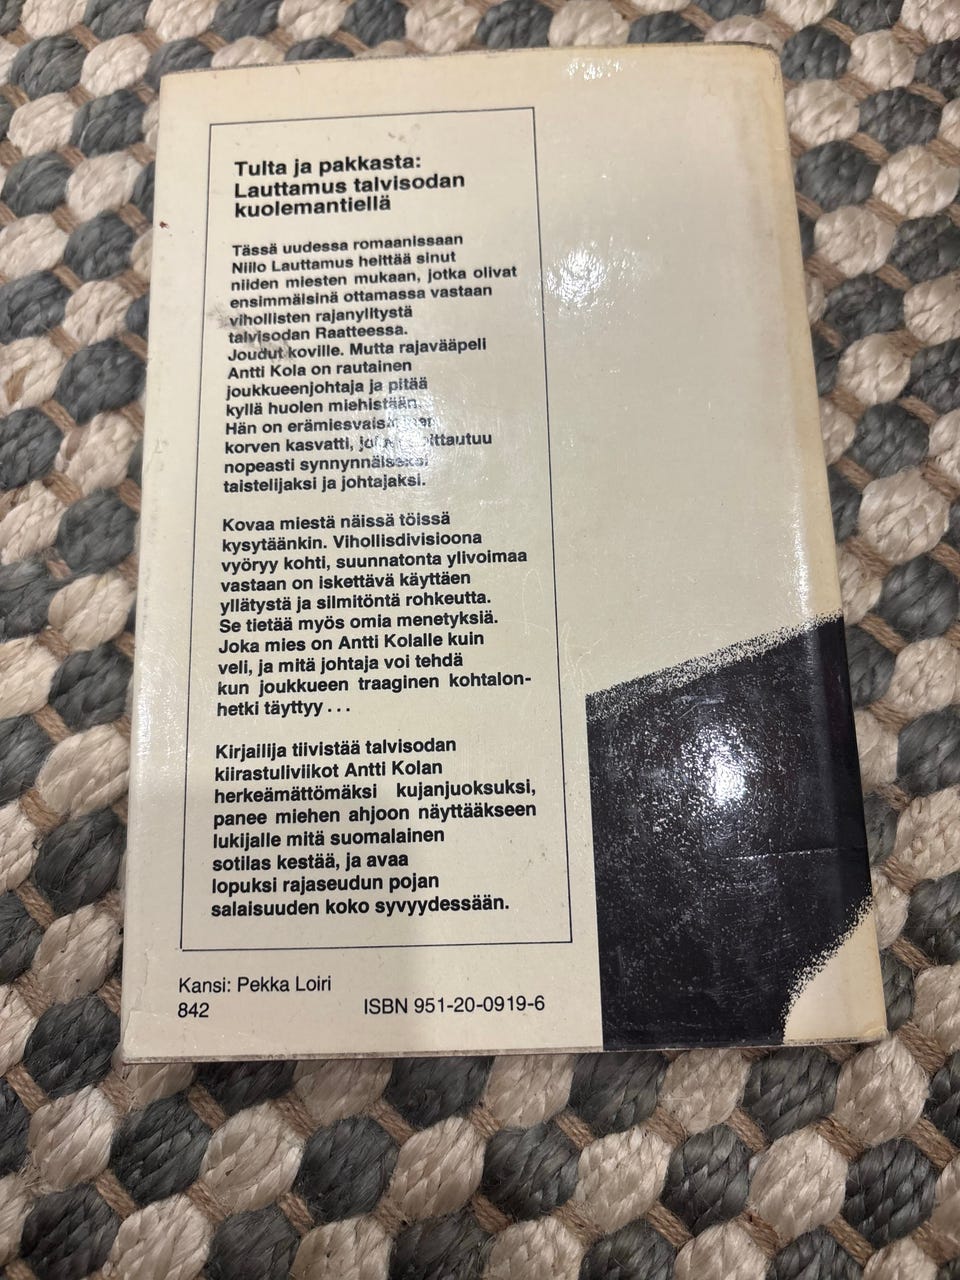 Tulta ja pakkasta:
Lauttamus talvisodan
kuolemantiellä
Tässä uudessa romaanissaan
Niilo Lauttamus heittää sinut
niiden miesten mukaan, jotka olivat
ensimmäisinä ottamassa vastaan
vihollisten rajanylitystä
talvisodan Raatteessa.
Joudut koville. Mutta rajavääpeli
Antti Kola on rautainen
joukkueenjohtaja ja pitää
kyllä huolen miehistään.
Hän on
korven kasvatti,
nopeasti synnynnäiseksi
taistelijaksi ja johtajaksi.
Kovaa miestä näissä töissä
kysytäänkin. Vihollisdivisioona
vyöryy kohti, suunnatonta ylivoimaa
vastaan on iskettävä käyttäen
yllätystä ja silmitöntä rohkeutta.
Se tietää myös omia menetyksiä.
Joka mies on Antti Kolalle kuin
veli, ja mitä johtaja voi tehdä
kun joukkueen traaginen kohtalon-
hetki täyttyy . . .
Kirjailija tiivistää talvisodan
kiirastuliviikot Antti Kolan
herkeämättömäksi kujanjuoksuksi,
panee miehen ahjoon näyttääkseen
lukijalle mitä suomalainen
sotilas kestää, ja avaa
lopuksi rajaseudun pojan
salaisuuden koko syvyydessään.
Kansi: Pekka Loiri
842 ISBN 951-20-0919-6